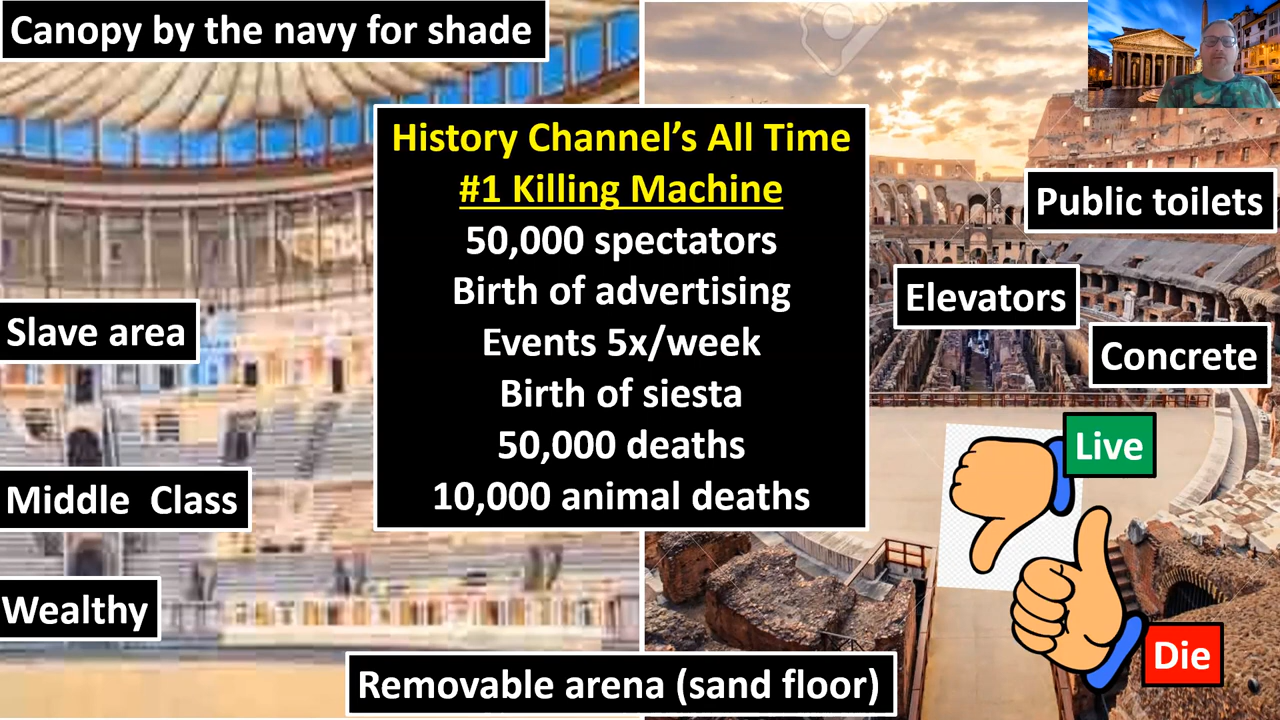 Canopy by the navy for shade
History Channel’s All Time
#1 Killing Machine
50,000 spectators
Birth of advertising
Events 5x/week
Birth of siesta
50,000 deaths
10,000 animal deaths
Public toilets
Elevators
Concrete
Slave area
Middle Class
Wealthy
Live
Die
Removable arena (sand floor)